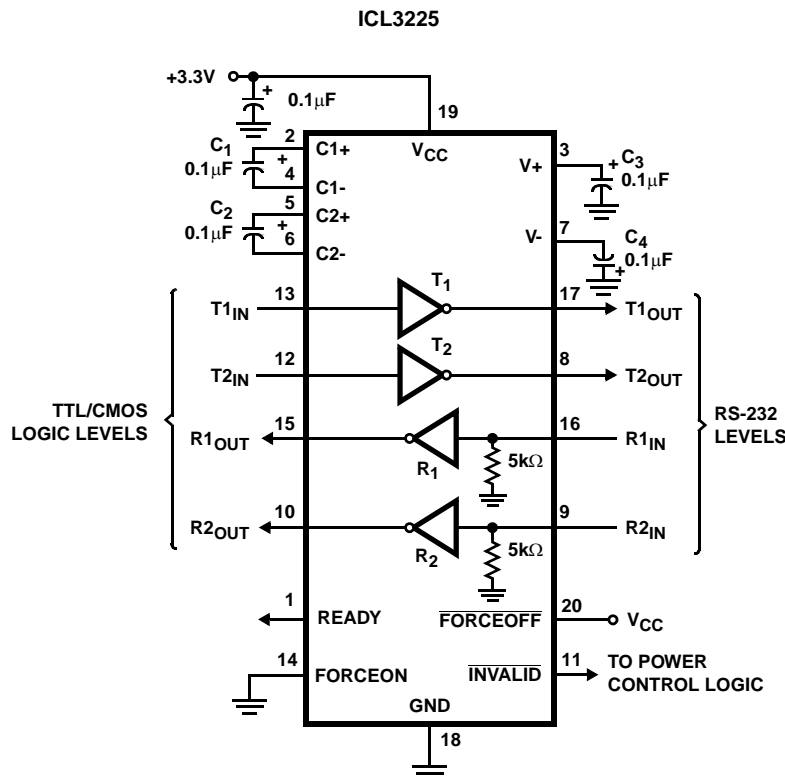 ICL3225
+3.3V
+
0.1µF
19
2
C1+
VCC
3
V+
+
C3
0.1µF
C1
0.1µF
+
4
C1-
5
C2+
C2
0.1µF
+
6
C2-
7
V-
C4
0.1µF
+
T1
T1IN
13
17
T1OUT
T2
T2IN
12
8
T2OUT
TTL/CMOS
LOGIC LEVELS
RS-232
LEVELS
R1OUT
15
16
R1IN
R1
5kΩ
R2OUT
10
9
R2IN
R2
5kΩ
1
READY
FORCEOFF
20
VCC
14
FORCEON
INVALID
11
TO POWER
CONTROL LOGIC
GND
18